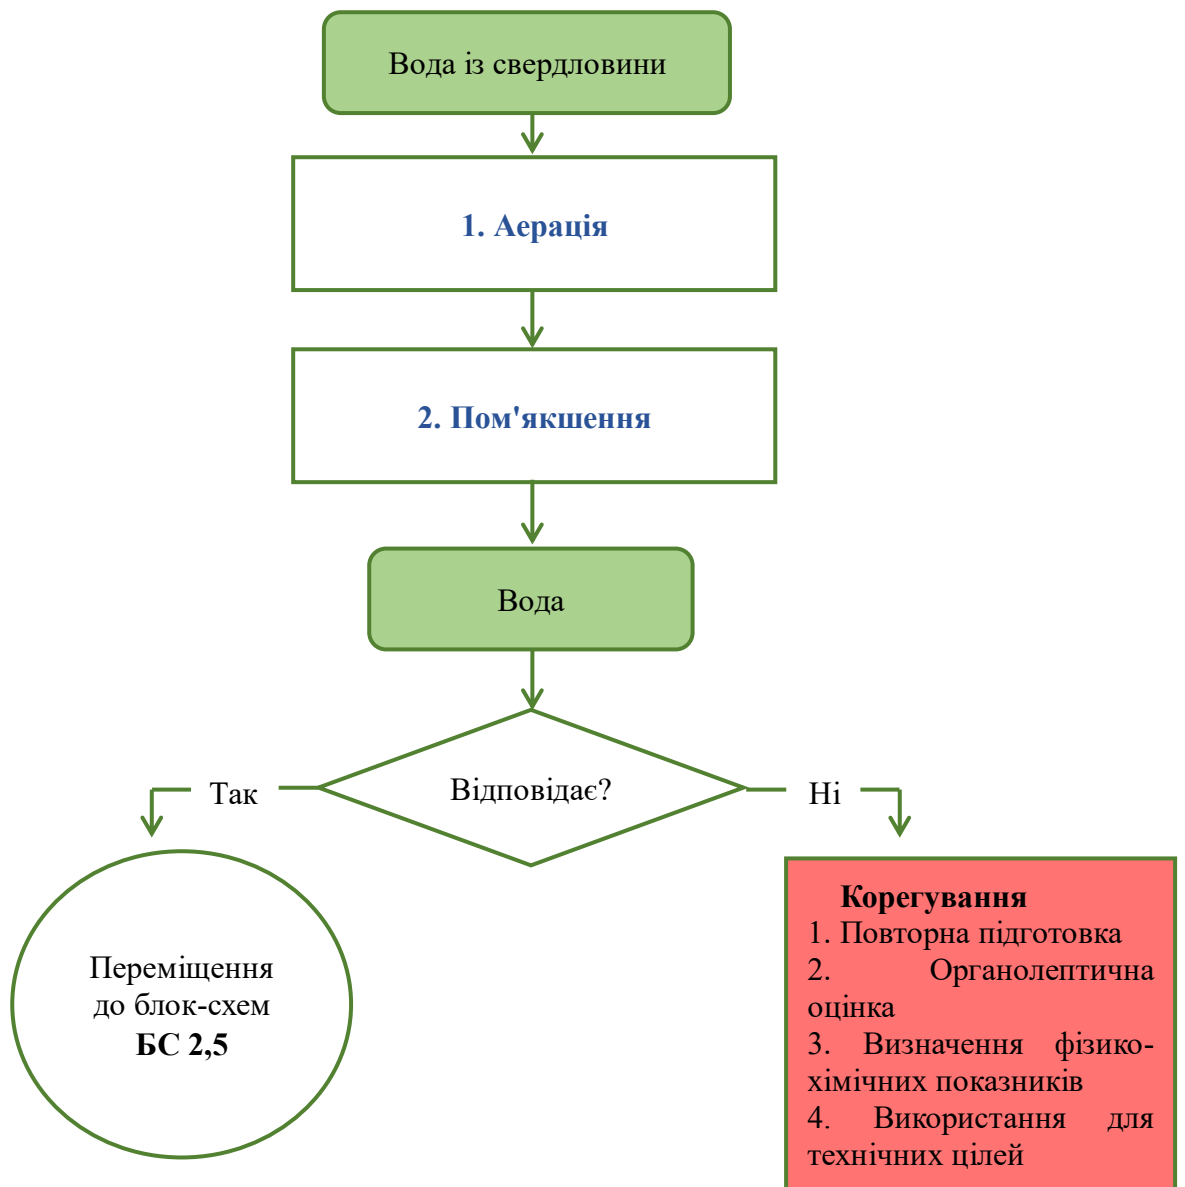 Вода із свердловини
1. Аерація
2. Пом'якшення
Вода
Відповідає?
Так
Ні
Переміщення
до блок-схем
БС 2,5
Корегування
1. Повторна підготовка
2. Органолептична
оцінка
3. Визначення фізико-
хімічних показників
4. Використання для
технічних цілей